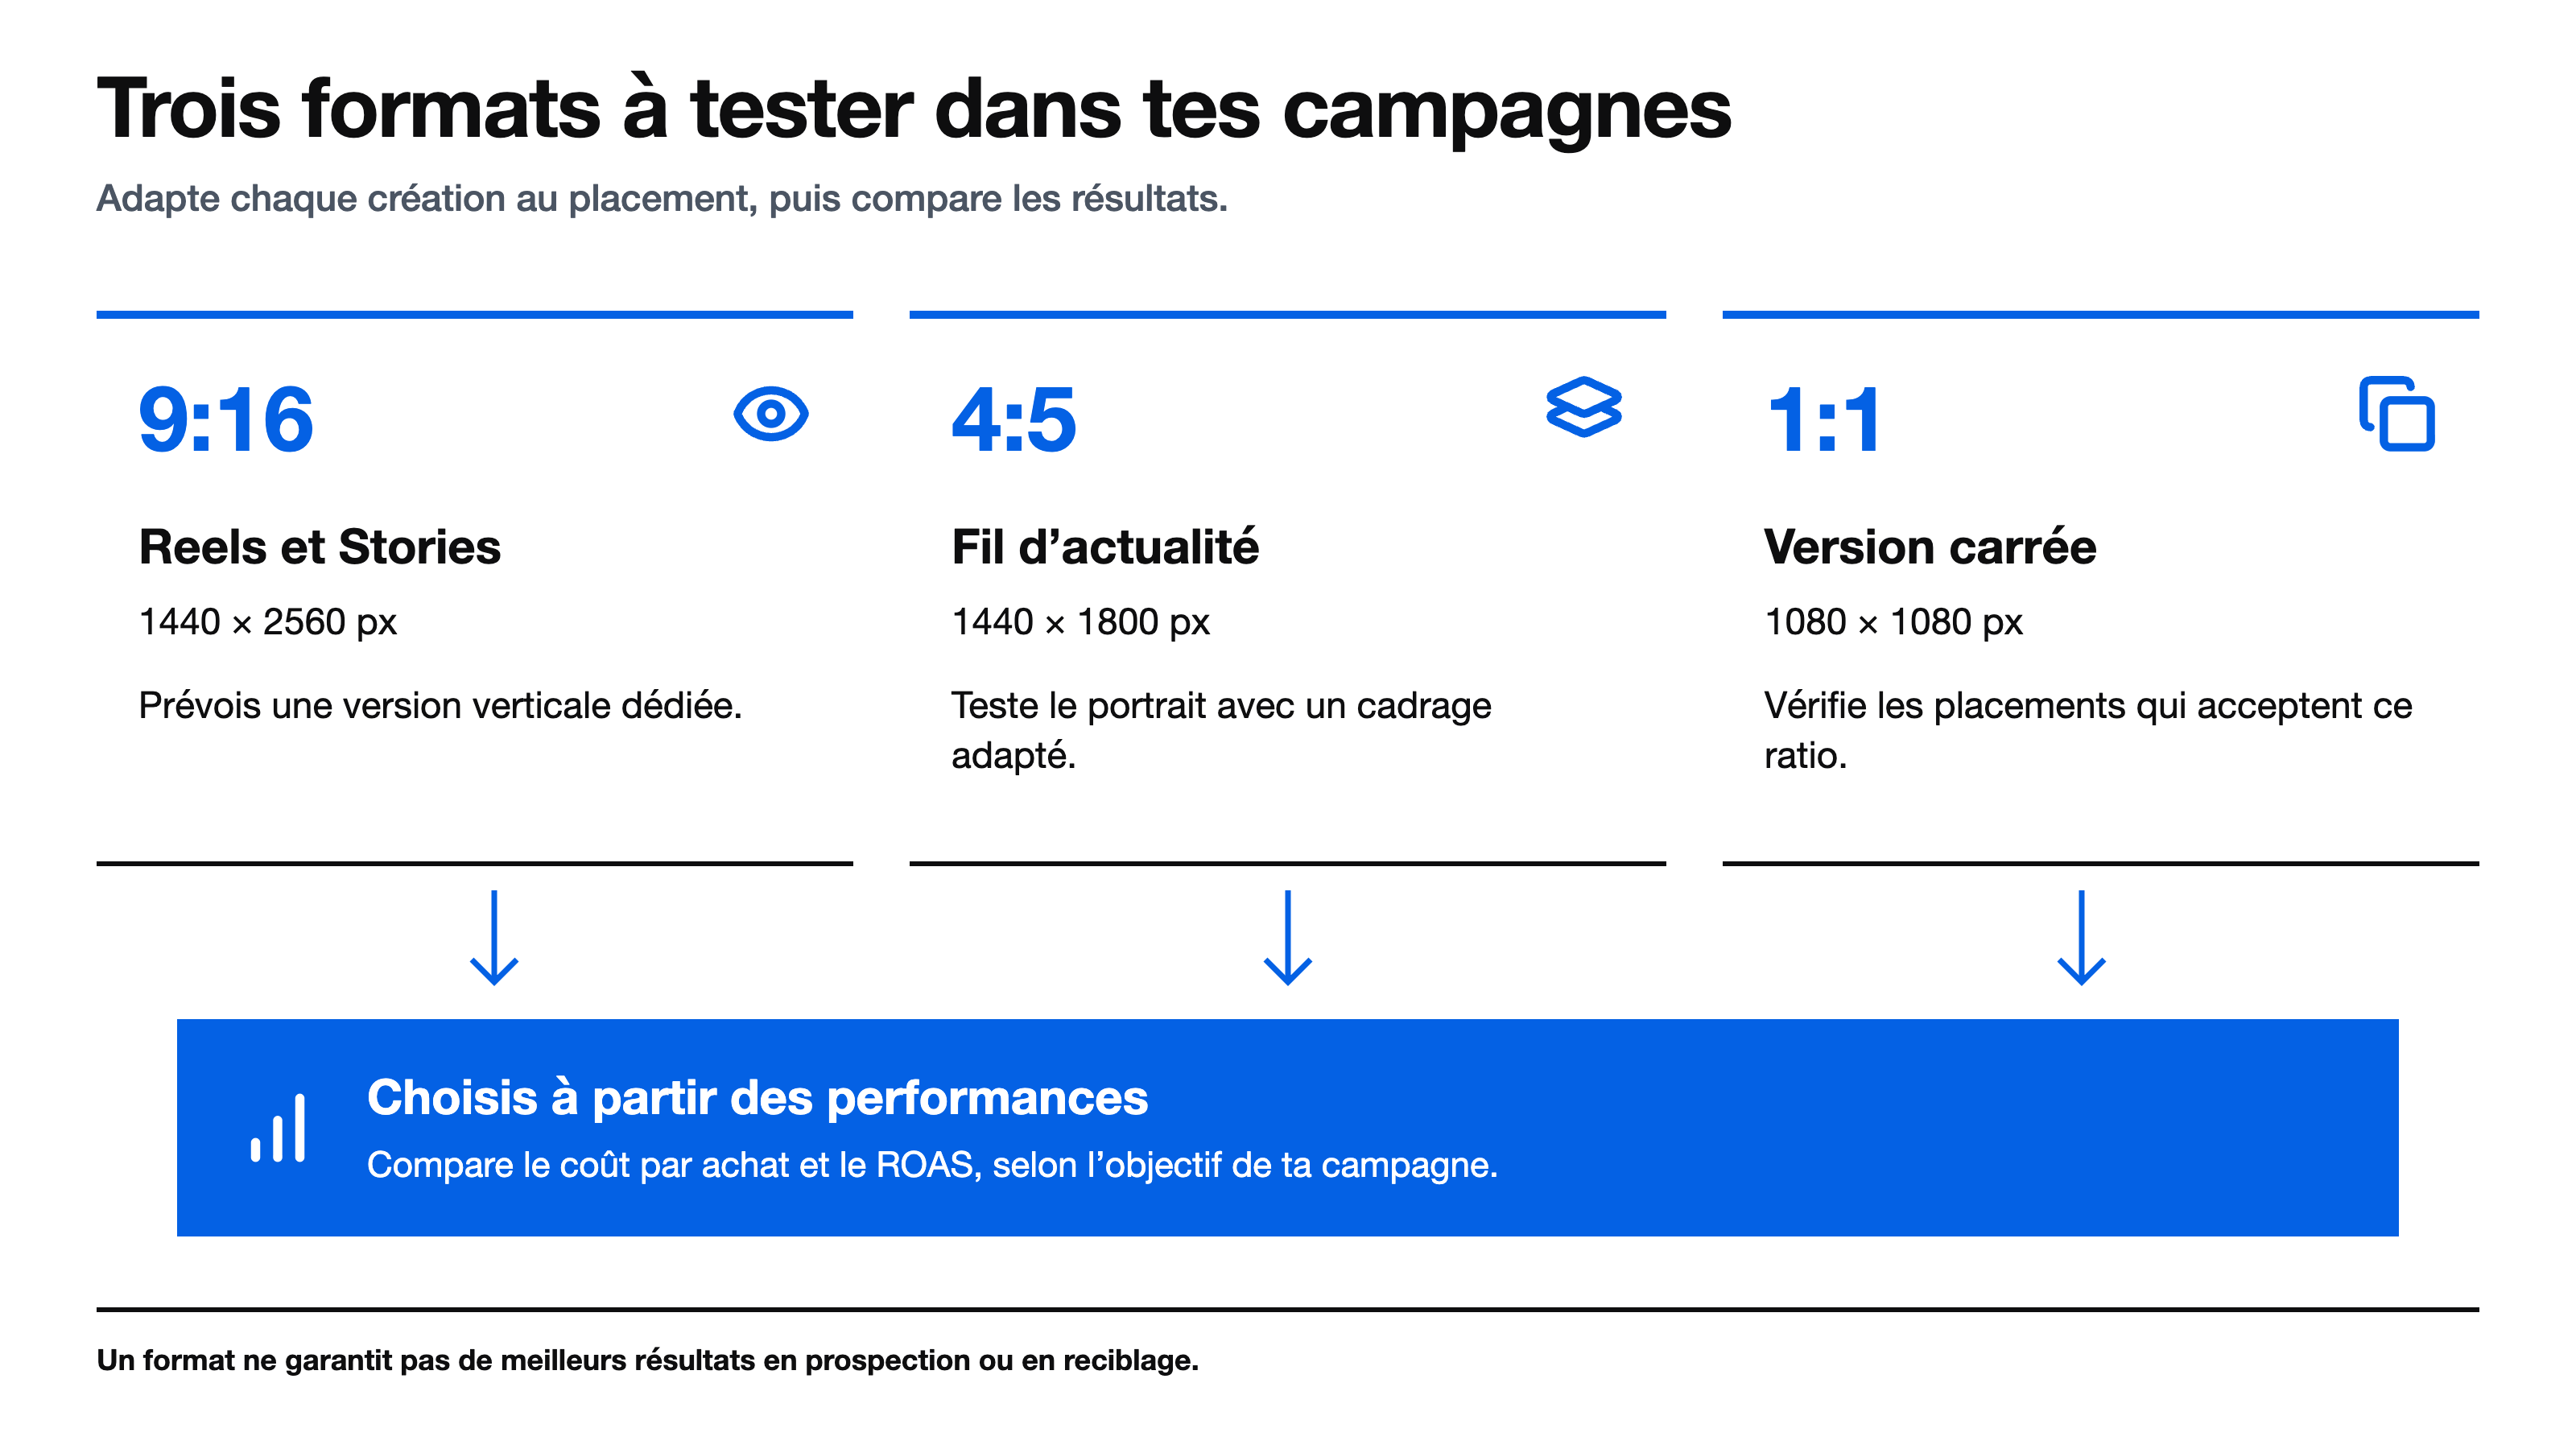 Trois formats à tester dans tes campagnes
Adapte chaque création au placement, puis compare les résultats.
9:16
Reels et Stories
1440 × 2560 px
Prévois une version verticale dédiée.
4:5
Fil d’actualité
1440 × 1800 px
Teste le portrait avec un cadrage
adapté.
1:1
Version carrée
1080 × 1080 px
Vérifie les placements qui acceptent ce
ratio.
Choisis à partir des performances
Compare le coût par achat et le ROAS, selon l’objectif de ta campagne.
Un format ne garantit pas de meilleurs résultats en prospection ou en reciblage.